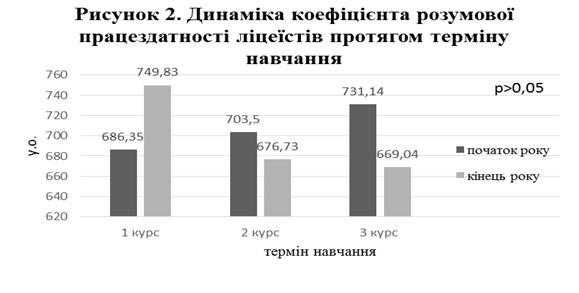 Рисунок 2. Динаміка коефіцієнта розумової
працездатності ліцеїстів протягом терміну
навчання
760
740
720
700
680
660
640
620
у.о.
686,35
749,83
703,5
676,73
731,14
669,04
p>0,05
початок року
кінець року
1 курс
2 курс
3 курс
термін навчання